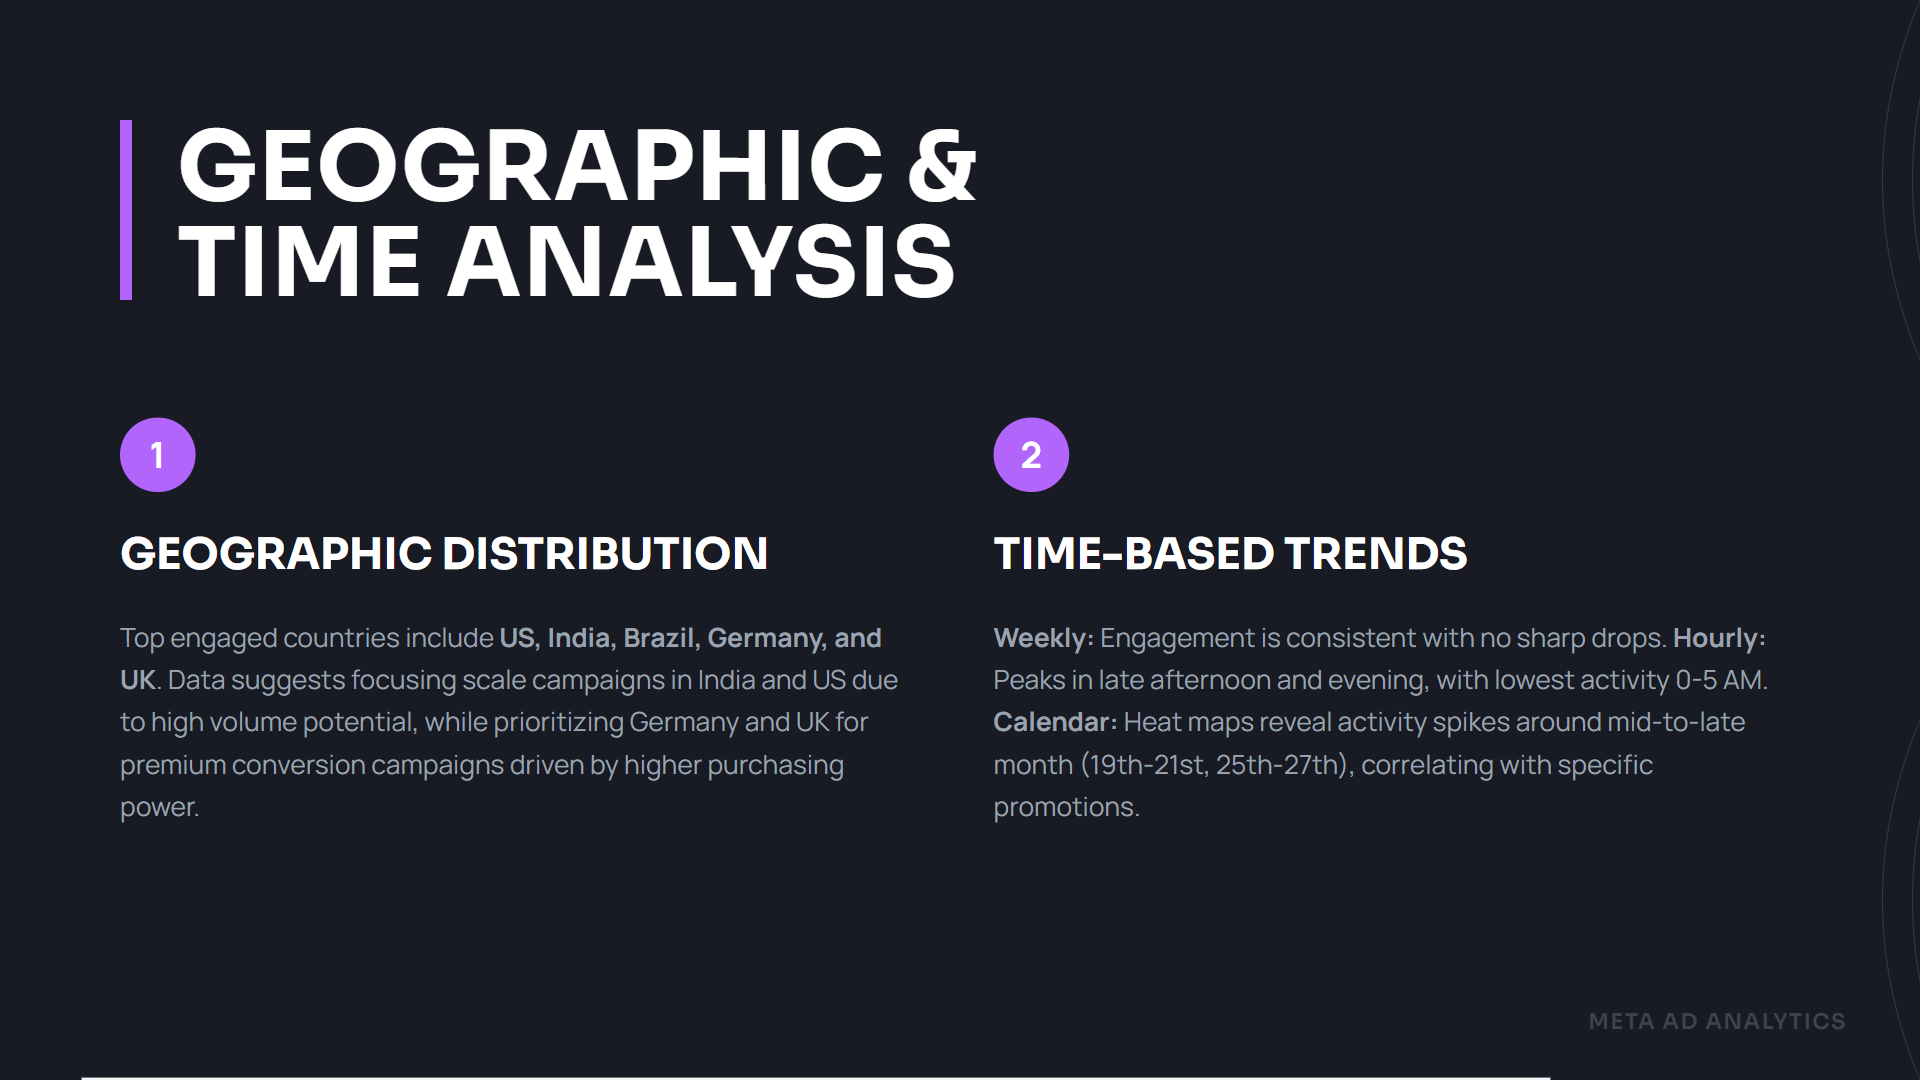 GEOGRAPHIC &
TIME ANALYSIS
1
GEOGRAPHIC DISTRIBUTION
Top engaged countries include US, India, Brazil, Germany, and
UK. Data suggests focusing scale campaigns in India and US due
to high volume potential, while prioritizing Germany and UK for
premium conversion campaigns driven by higher purchasing
power.
2
TIME-BASED TRENDS
Weekly: Engagement is consistent with no sharp drops. Hourly:
Peaks in late afternoon and evening, with lowest activity 0-5 AM.
Calendar: Heat maps reveal activity spikes around mid-to-late
month (19th-21st, 25th-27th), correlating with specific
promotions.
META AD ANALYTICS